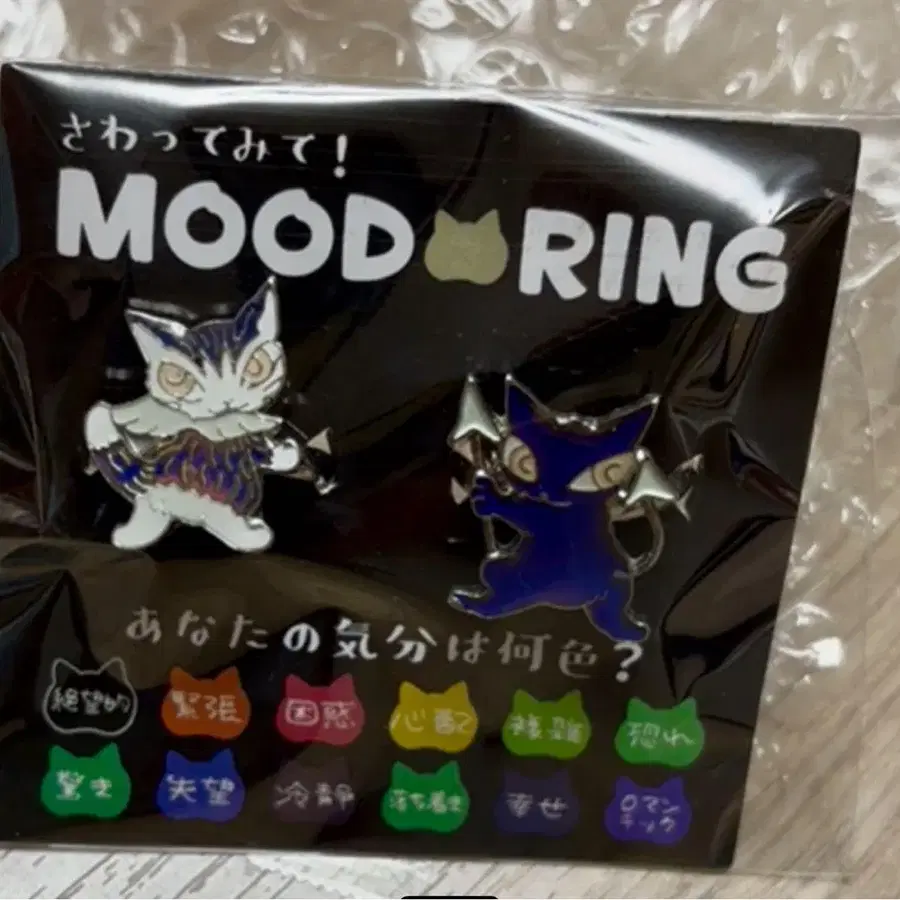 さわってみて!
MOOD RING
あなたの気分は何色?
絶望的 緊張 困惑 心配 複雑 恐れ
驚き 失望 冷静 落ち着き 幸せ ロマンチック